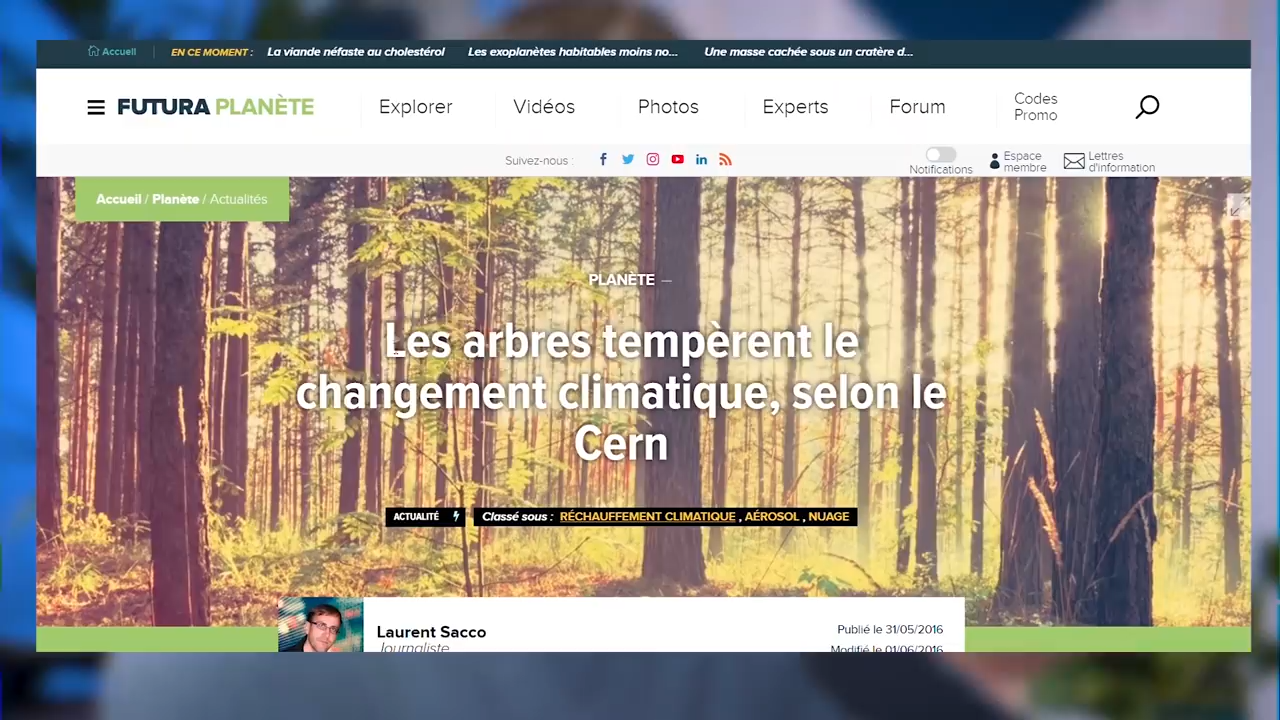 Accueil
EN CE MOMENT : La viande néfaste au cholestérol Les exoplanètes habitables moins no... Une masse cachée sous un cratère d...
FUTURA PLANÈTE
Explorer Vidéos Photos Experts Forum Codes Promo
Suivez-nous :
Notifications
Espace membre
Lettres d'information
Accueil / Planète / Actualités
PLANÈTE —
Les arbres tempèrent le
changement climatique, selon le
Cern
ACTUALITÉ
Classé sous : RÉCHAUFFEMENT CLIMATIQUE , AÉROSOL , NUAGE
Laurent Sacco
Journaliste
Publié le 31/05/2016
Modifié le 01/06/2016